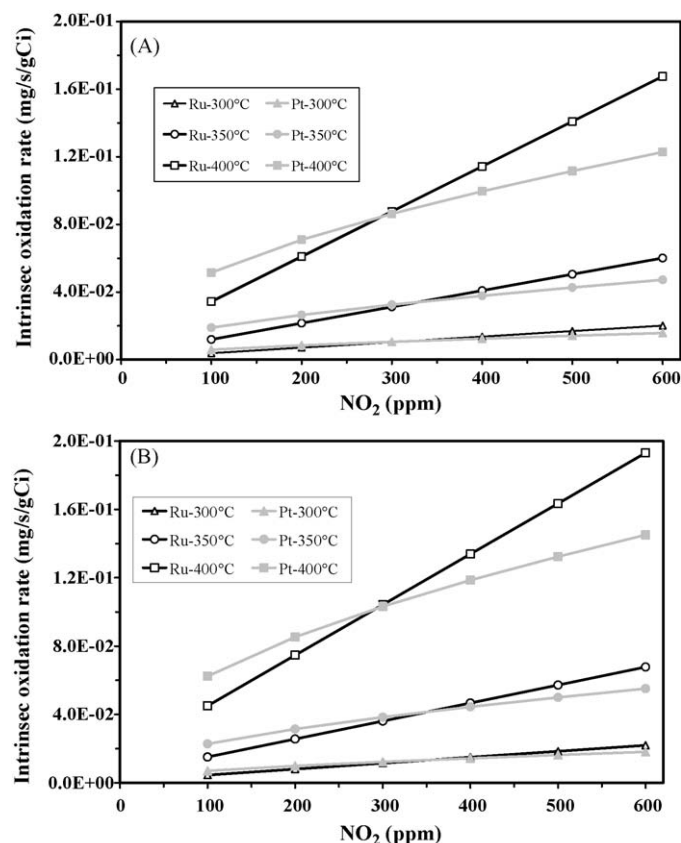 (A)
Intrinsec oxidation rate (mg/s/gCi)
2.0E-01
1.6E-01
1.2E-01
8.0E-02
4.0E-02
0.0E+00
Ru-300°C Pt-300°C
Ru-350°C Pt-350°C
Ru-400°C Pt-400°C
0 100 200 300 400 500 600
NO₂ (ppm)
(B)
Intrinsec oxidation rate (mg/s/gCi)
2.0E-01
1.6E-01
1.2E-01
8.0E-02
4.0E-02
0.0E+00
Ru-300°C Pt-300°C
Ru-350°C Pt-350°C
Ru-400°C Pt-400°C
0 100 200 300 400 500 600
NO₂ (ppm)